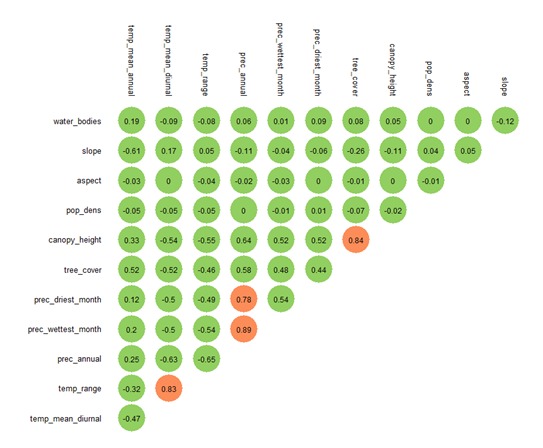 temp_mean_annual temp_mean_diurnal temp_range prec_annual prec_wettest_month prec_driest_month tree_cover canopy_height pop_dens aspect slope
water_bodies 0.19 -0.09 -0.08 0.06 0.01 0.09 0.08 0.05 0 0 -0.12
slope -0.61 0.17 0.05 -0.11 -0.04 -0.06 -0.26 -0.11 0.04 0.05
aspect -0.03 0 -0.04 -0.02 -0.03 0 -0.01 0 -0.01
pop_dens -0.05 -0.05 -0.05 0 -0.01 0.01 -0.07 -0.02
canopy_height 0.33 -0.54 -0.55 0.64 0.52 0.52 0.84
tree_cover 0.52 -0.52 -0.46 0.58 0.48 0.44
prec_driest_month 0.12 -0.5 -0.49 0.78 0.54
prec_wettest_month 0.2 -0.5 -0.54 0.89
prec_annual 0.25 -0.63 -0.65
temp_range -0.32 0.83
temp_mean_diurnal -0.47